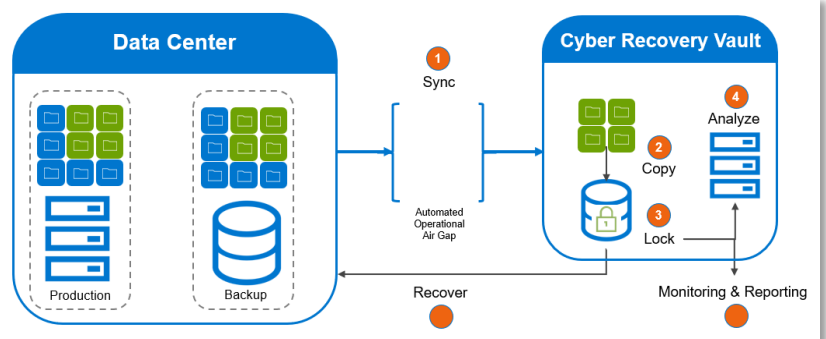 Data Center
Cyber Recovery Vault
1
Sync
4
Analyze
2
Copy
Automated
Operational
Air Gap
1
3
Lock
Production
Backup
Recover
Monitoring & Reporting